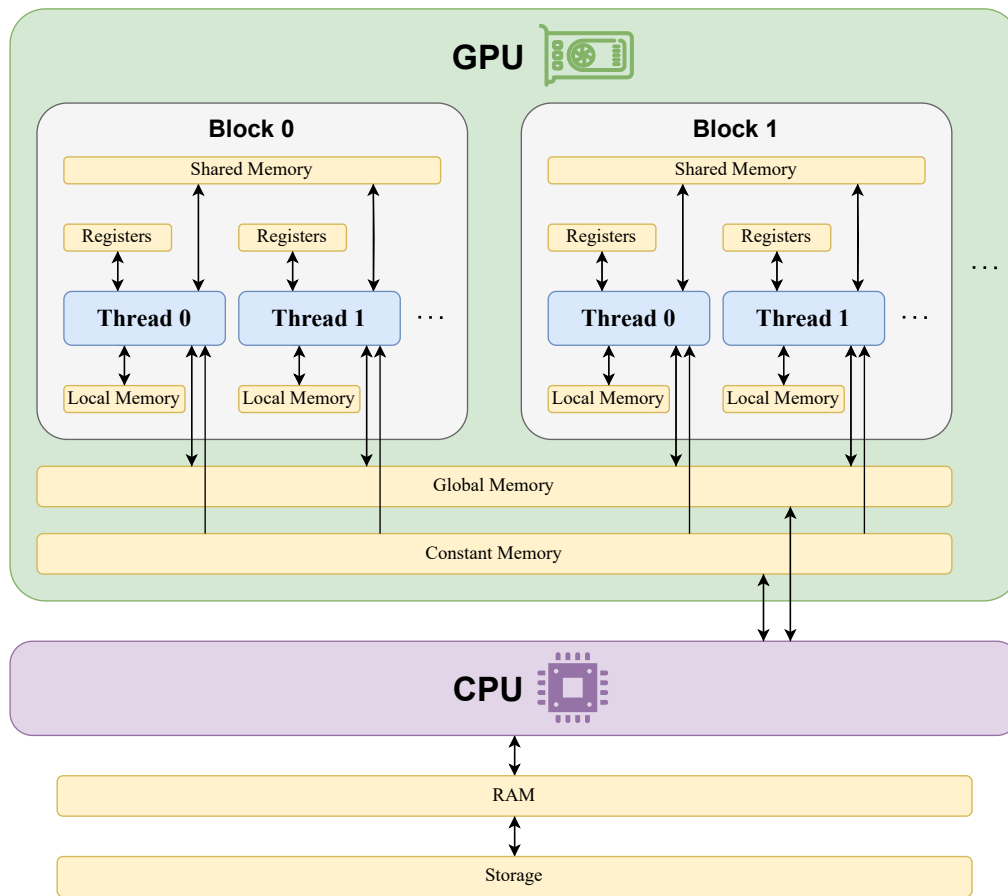 GPU
Block 0
Block 1
Shared Memory
Shared Memory
Registers
Registers
Registers
Registers
...
Thread 0
Thread 1
...
Thread 0
Thread 1
...
Local Memory
Local Memory
Local Memory
Local Memory
Global Memory
Constant Memory
CPU
RAM
Storage